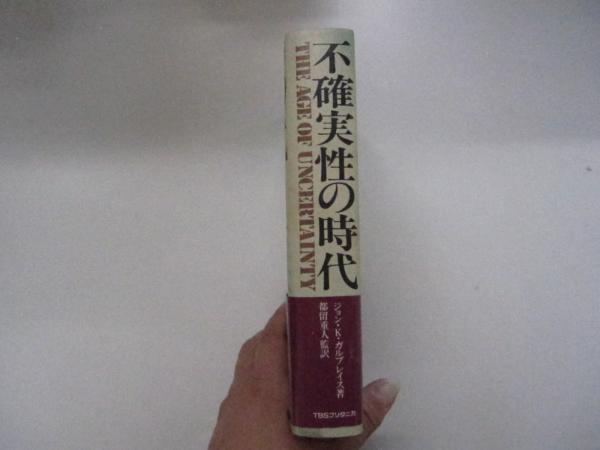 不確実性の時代
THE AGE OF UNCERTAINTY
ジョン・K・ガルブレイス著
都留重人監訳
TBSブリタニカ